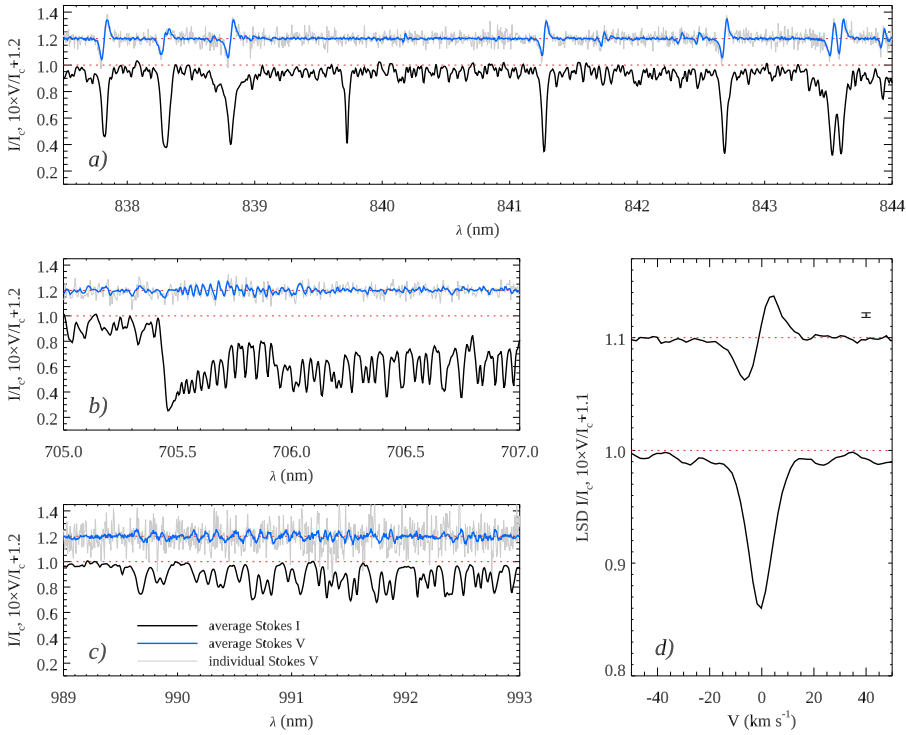 I/I_c, 10×V/I_c+1.2
1.4
1.2
1.0
0.8
0.6
0.4
0.2
a)
838 839 840 841 842 843 844
λ (nm)
I/I_c, 10×V/I_c+1.2
1.4
1.2
1.0
0.8
0.6
0.4
0.2
b)
705.0 705.5 706.0 706.5 707.0
λ (nm)
I/I_c, 10×V/I_c+1.2
1.4
1.2
1.0
0.8
0.6
0.4
0.2
c)
average Stokes I
average Stokes V
individual Stokes V
989 990 991 992 993
λ (nm)
LSD I/I_c, 10×V/I_c+1.1
1.1
1.0
0.9
0.8
d)
-40 -20 0 20 40
V (km s⁻¹)